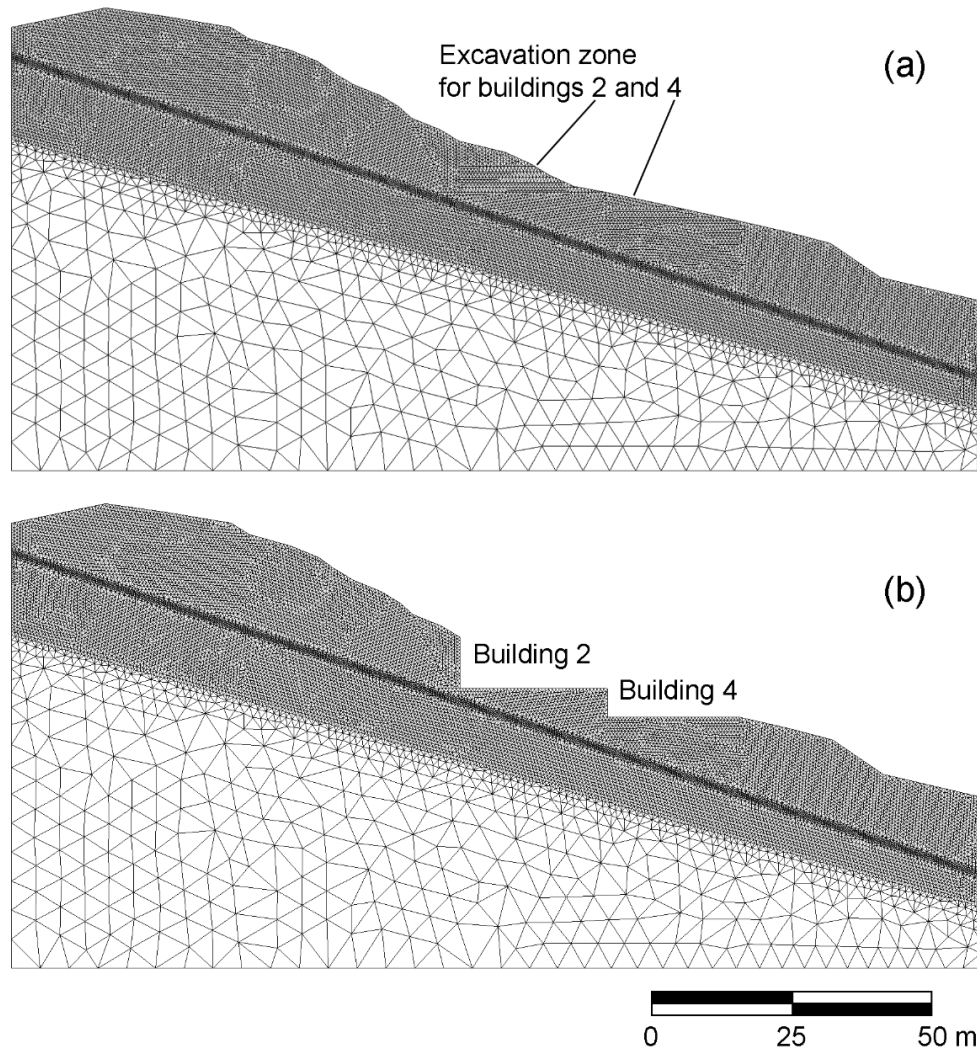 Excavation zone
for buildings 2 and 4
(a)
(b)
Building 2
Building 4
0 25 50 m